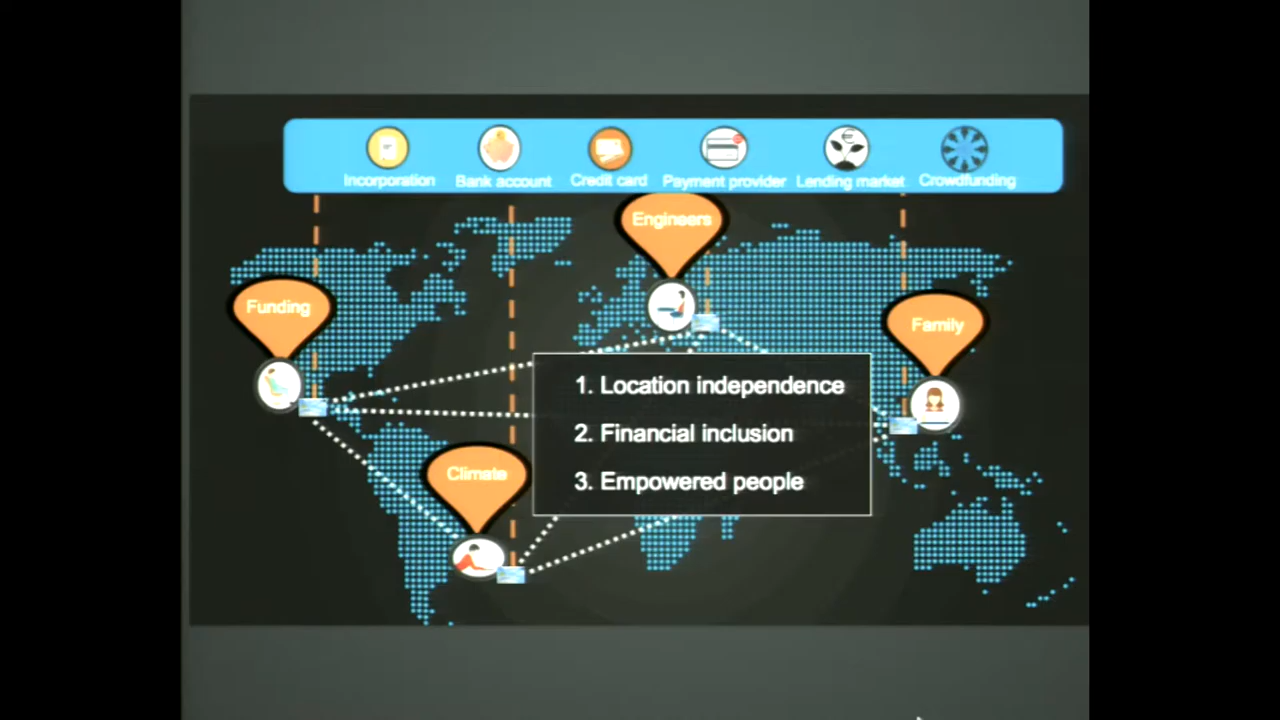 Incorporation
Bank account
Credit card
Payment provider
Lending market
Crowdfunding
Engineers
Funding
Family
1. Location independence
2. Financial inclusion
3. Empowered people
Climate